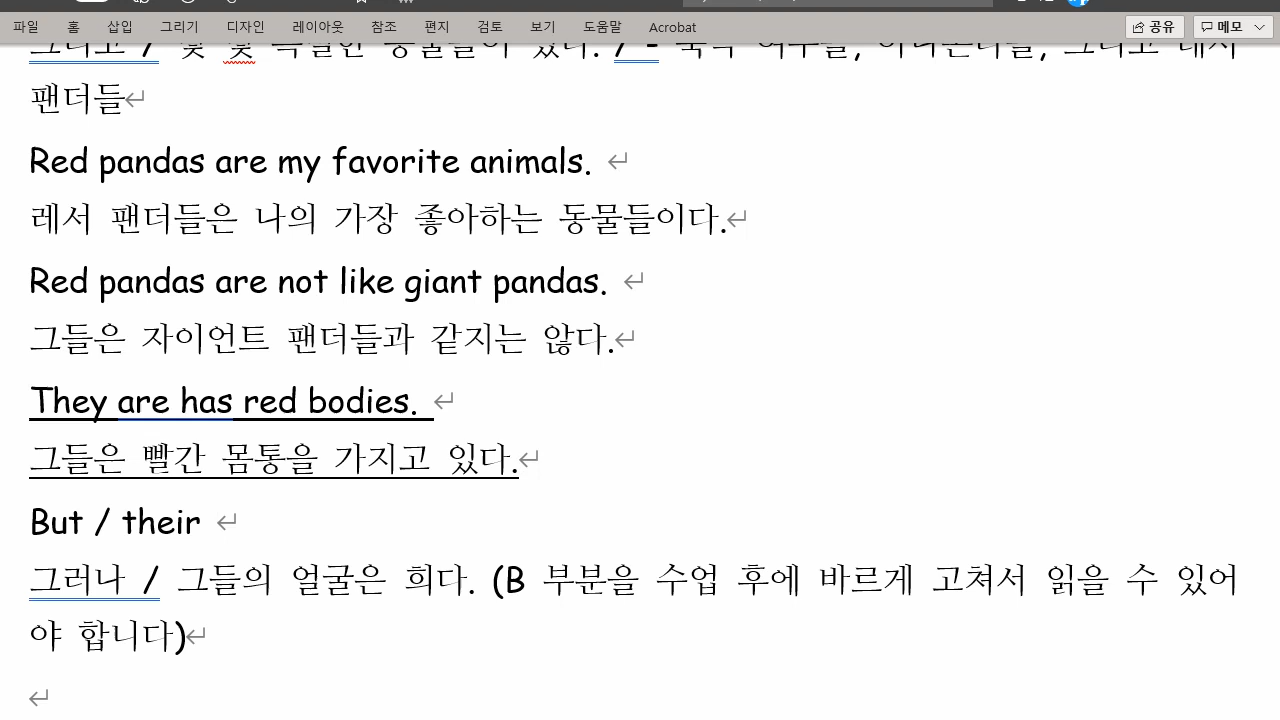 파일 홈 삽입 그리기 디자인 레이아웃 참조 편지 검토 보기 도움말 Acrobat 공유 메모
팬더들
Red pandas are my favorite animals.
레서 팬더들은 나의 가장 좋아하는 동물들이다.
Red pandas are not like giant pandas.
그들은 자이언트 팬더들과 같지는 않다.
They are has red bodies.
그들은 빨간 몸통을 가지고 있다.
But / their
그러나 / 그들의 얼굴은 희다. (B 부분을 수업 후에 바르게 고쳐서 읽을 수 있어
야 합니다)